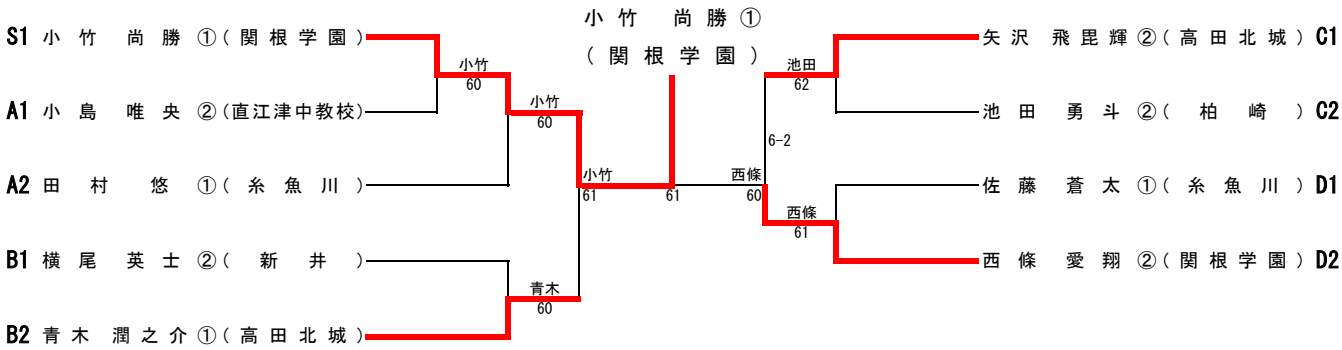 小竹 尚勝①
(関根学園)
S1 小竹 尚勝 ①(関根学園)
小竹
60
A1 小島 唯央 ②(直江津中教校)
小竹
60
A2 田村 悠 ①(糸魚川)
小竹
61
61
B1 横尾 英士 ②(新井)
青木
60
B2 青木 潤之介 ①(高田北城)
矢沢 飛毘輝 ②(高田北城) C1
池田
62
池田 勇斗 ②(柏崎) C2
6-2
西條
60
佐藤 蒼太 ①(糸魚川) D1
西條
61
西條 愛翔 ②(関根学園) D2